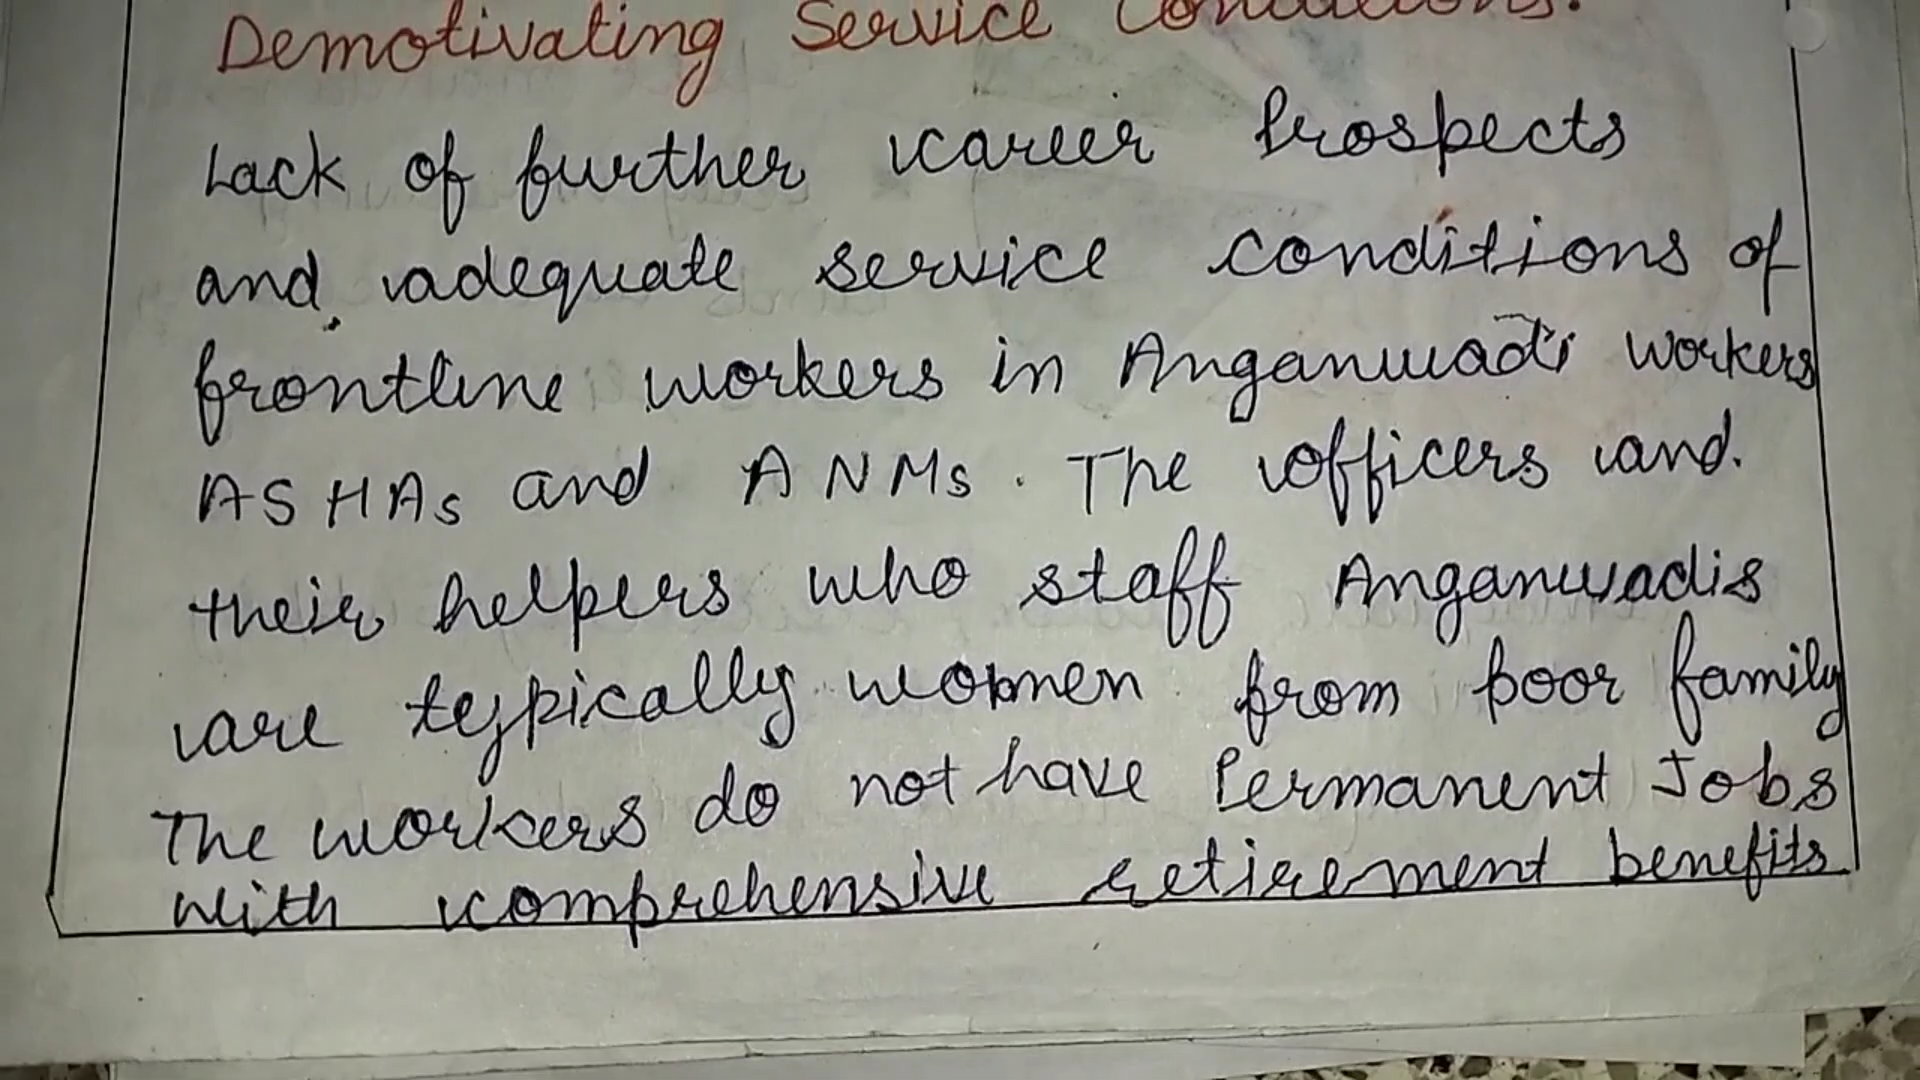 Demotivating Service Conditions.
Lack of further career Prospects
and adequate service conditions of
frontline workers in Anganwadi workers
ASHAs and ANMs. The officers and.
their helpers who staff Anganwadis
are typically women from poor family
The workers do not have Permanent Jobs
with comprehensive retirement benefits